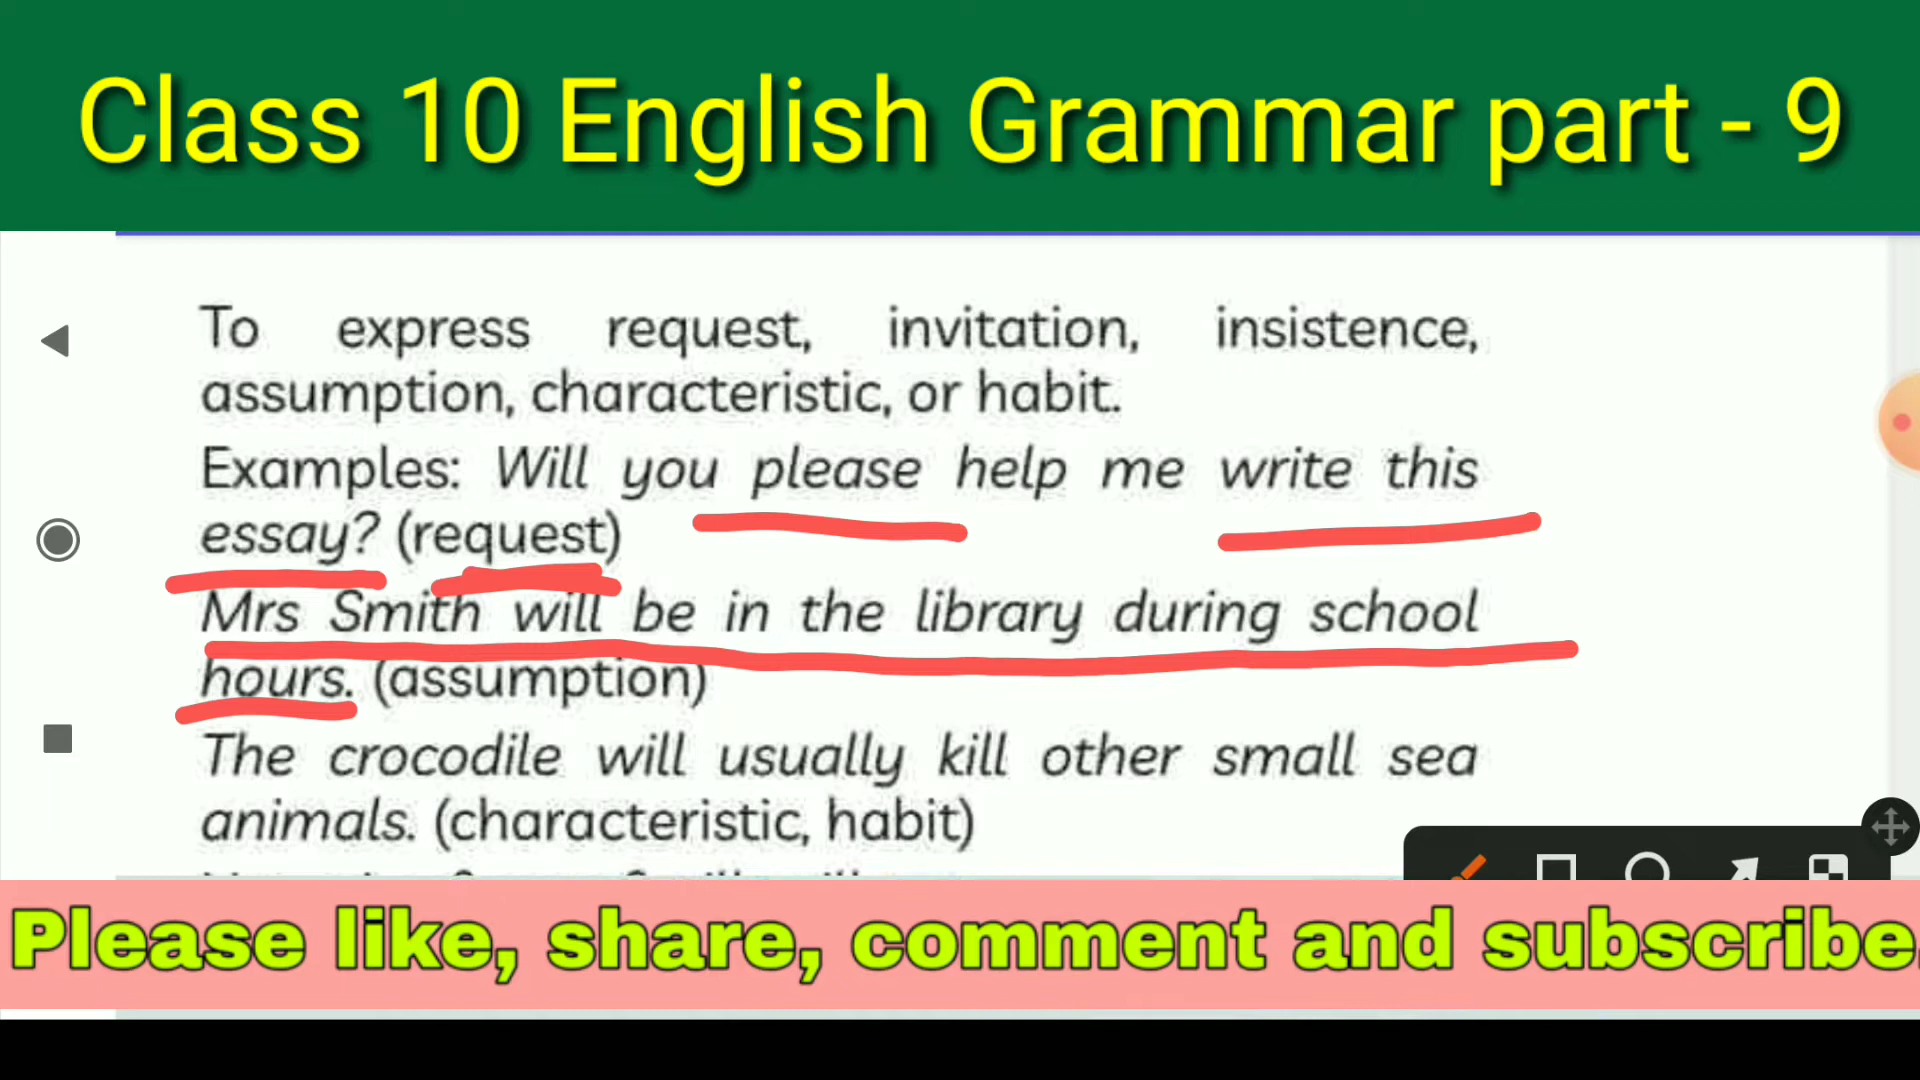 Class 10 English Grammar part - 9
To express request, invitation, insistence,
assumption, characteristic, or habit.
Examples: Will you please help me write this
essay? (request)
Mrs Smith will be in the library during school
hours. (assumption)
The crocodile will usually kill other small sea
animals. (characteristic, habit)
Please like, share, comment and subscribe.